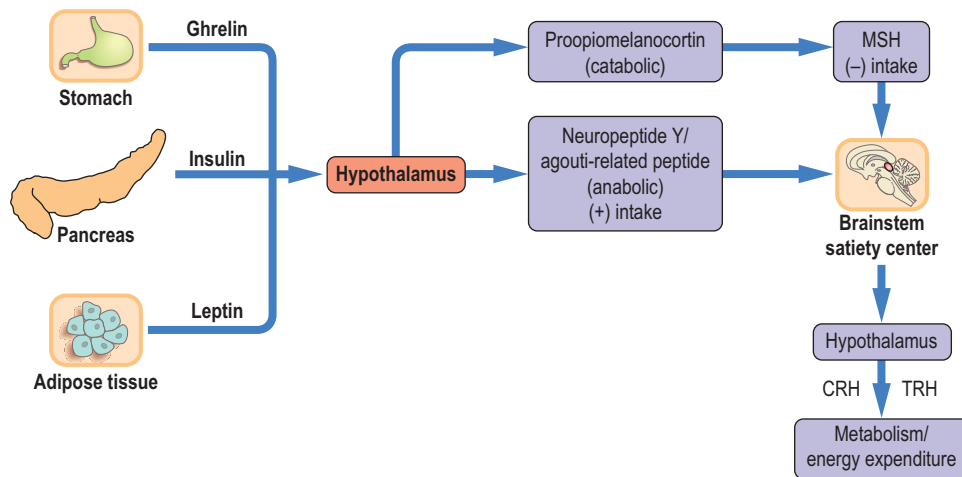 Ghrelin
Stomach
Insulin
Pancreas
Leptin
Adipose tissue
Hypothalamus
Proopiomelanocortin
(catabolic)
MSH
(–) intake
Neuropeptide Y/
agouti-related peptide
(anabolic)
(+) intake
Brainstem
satiety center
Hypothalamus
CRH
TRH
Metabolism/
energy expenditure